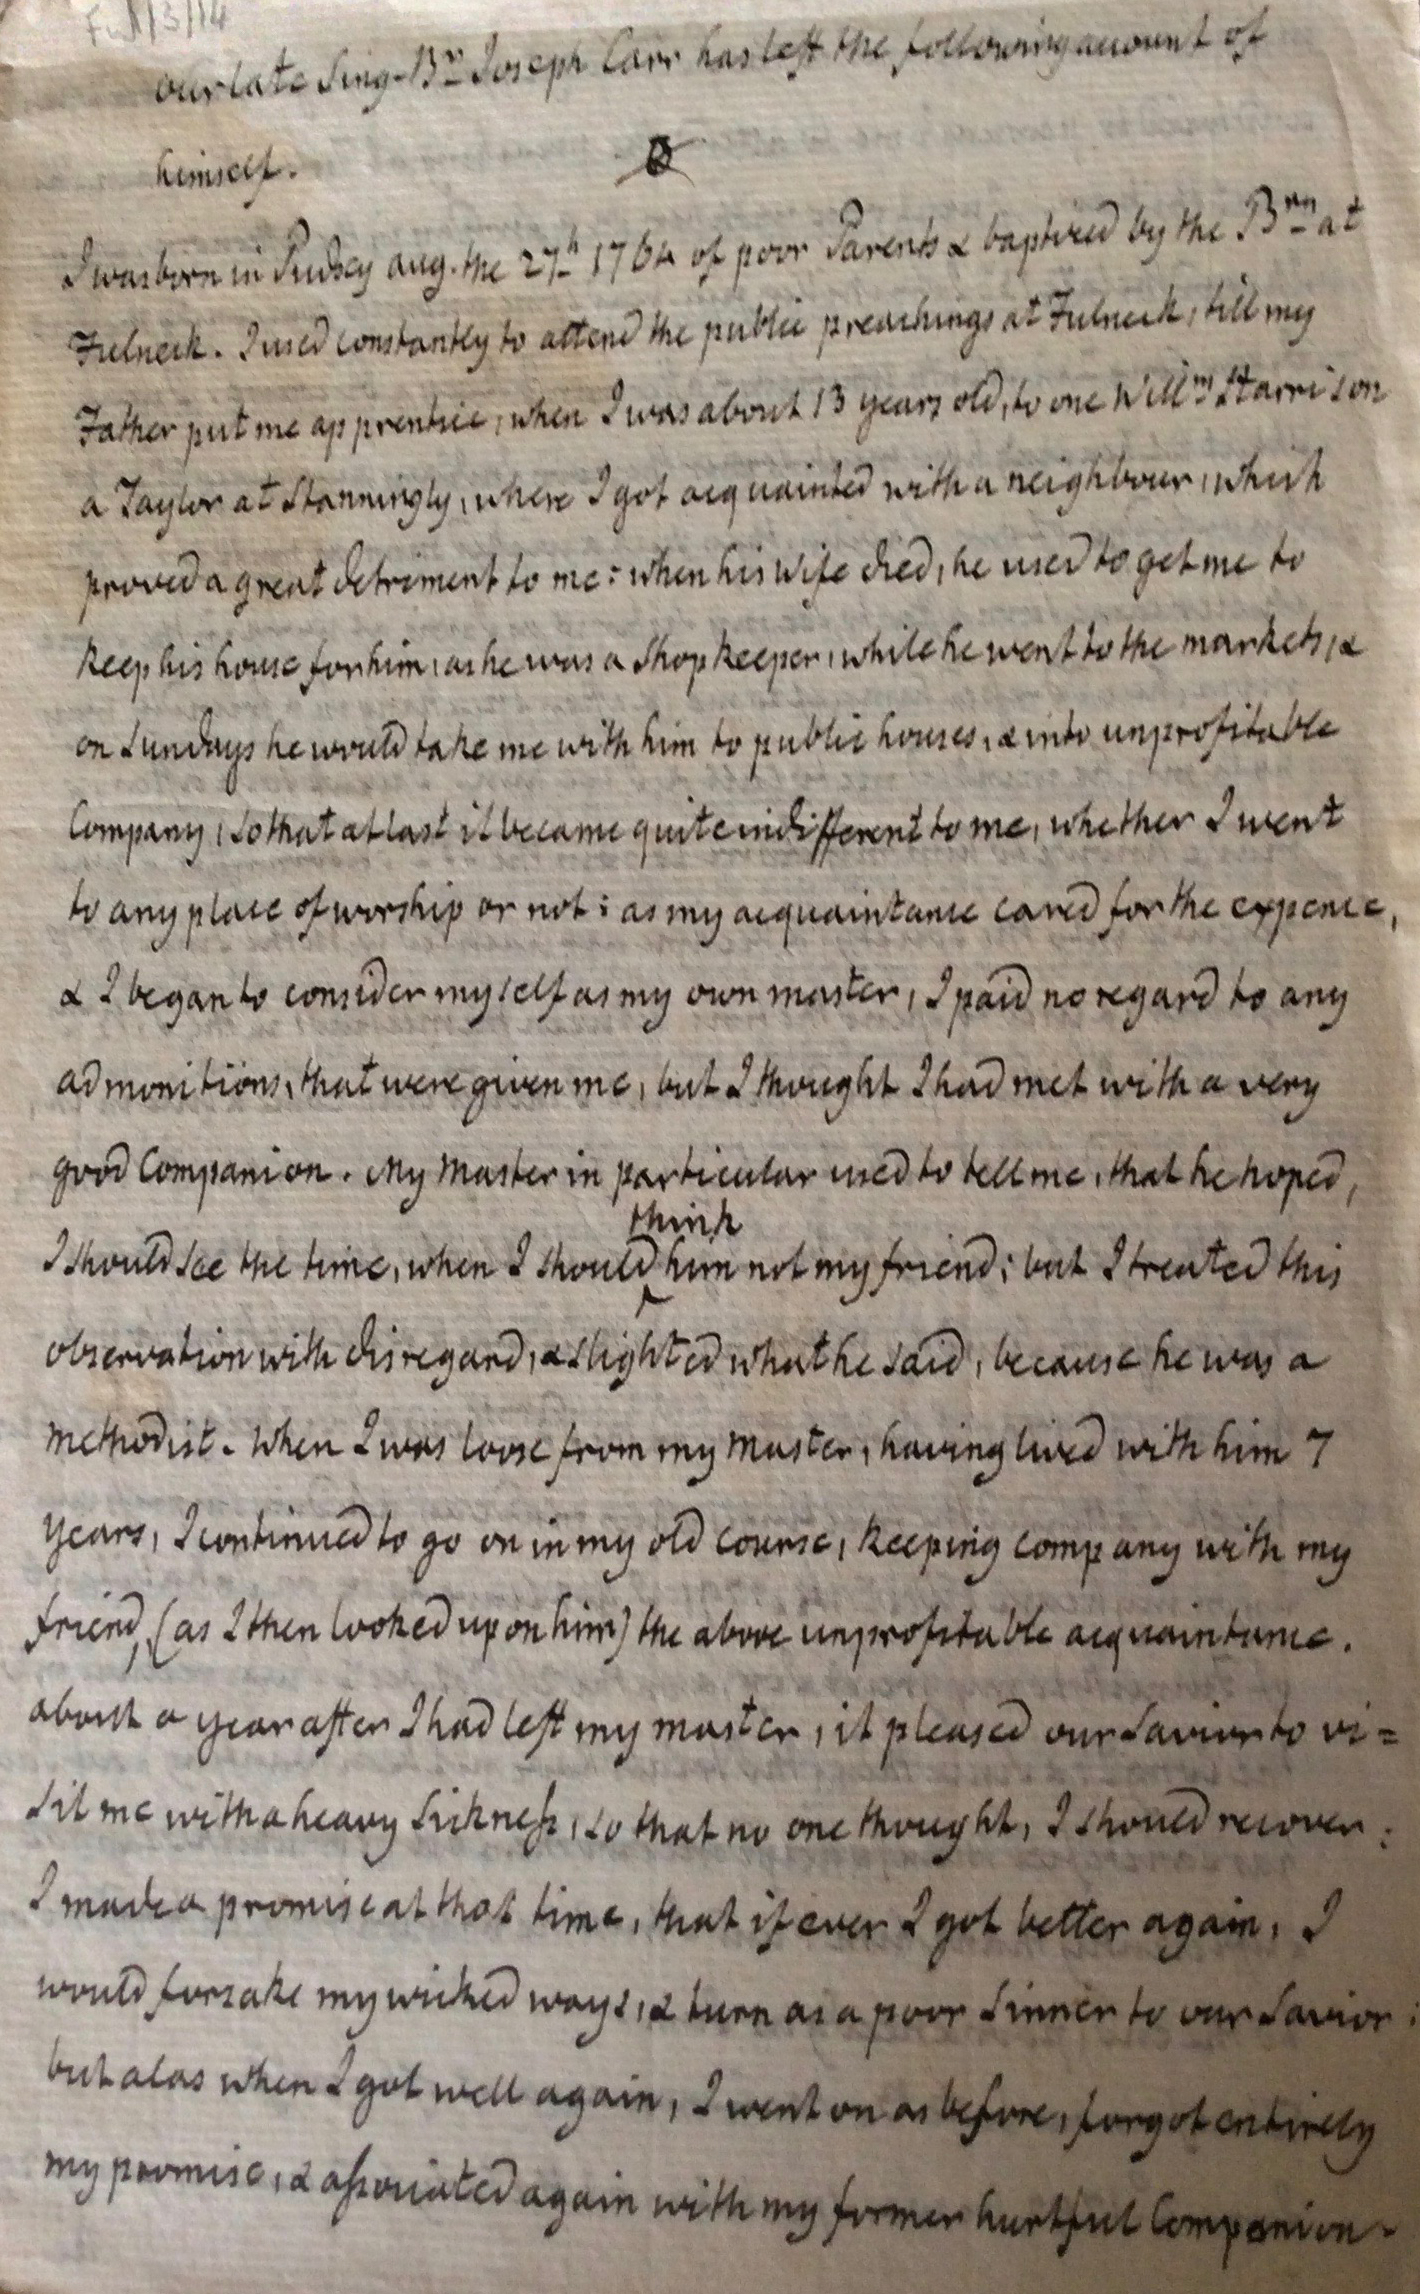 Ful/3/14
our late Sing. Br. Joseph Carr has left the following account of
himself.
I was born in Pudsey aug. the 27th 1764 of poor Parents & baptized by the Brn at
Fulneck. I used constantly to attend the public preachings at Fulneck, till my
Father put me apprentice, when I was about 13 years old, to one Willm Harrison
a Taylor at Stanningly, where I got acquainted with a neighbour, which
proved a great detriment to me: when his Wife died, he used to get me to
keep his house for him, as he was a Shopkeeper, while he went to the markets, &
on Sundays he would take me with him to public houses, & into unprofitable
Company, so that at last it became quite indifferent to me, whether I went
to any place of worship or not: as my acquaintance cared for the expence,
& I began to consider myself as my own master, I paid no regard to any
admonitions, that were given me, but I thought I had met with a very
good Companion. My Master in particular used to tell me, that he hoped,
think
I should see the time, when I should him not my friend; but I treated this
observation with disregard, & slighted what he said, because he was a
methodist. When I was loose from my Master, having lived with him 7
years, I continued to go on in my old course, keeping company with my
friend, (as I then looked upon him) the above unprofitable acquaintance.
about a year after I had left my master, it pleased our Savior to vi=
sit me with a heavy Sickness, so that no one thought, I should recover:
I made a promise at that time, that if ever I got better again, I
would forsake my wicked ways, & turn as a poor Sinner to our Savior:
but alas when I got well again, I went on as before, forgot entirely
my promise, & associated again with my former hurtful Companion.